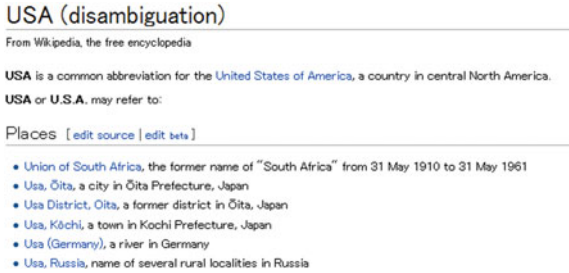 USA (disambiguation)
From Wikipedia, the free encyclopedia
USA is a common abbreviation for the United States of America, a country in central North America.
USA or U.S.A. may refer to:
Places [ edit source | edit beta ]
• Union of South Africa, the former name of "South Africa" from 31 May 1910 to 31 May 1961
• Usa, Ōita, a city in Ōita Prefecture, Japan
• Usa District, Oita, a former district in Ōita, Japan
• Usa, Kōchi, a town in Kochi Prefecture, Japan
• Usa (Germany), a river in Germany
• Usa, Russia, name of several rural localities in Russia